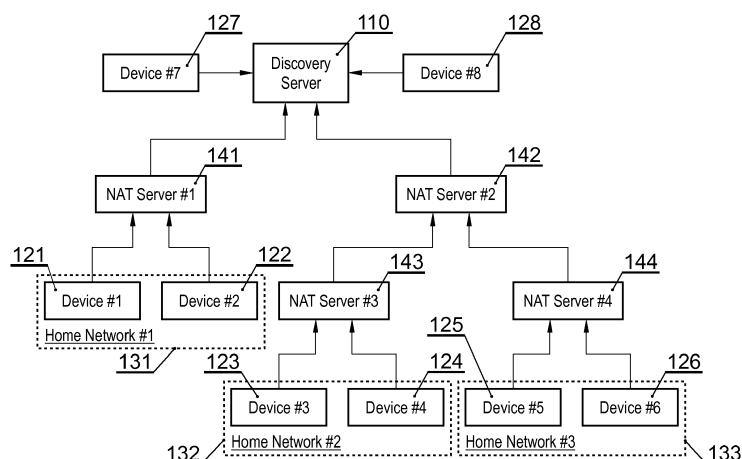 127
110
128
Device #7
Discovery
Server
Device #8
141
142
NAT Server #1
NAT Server #2
121
122
143
144
Device #1
Device #2
NAT Server #3
NAT Server #4
Home Network #1
131
123
124
125
126
Device #3
Device #4
Device #5
Device #6
132
Home Network #2
Home Network #3
133